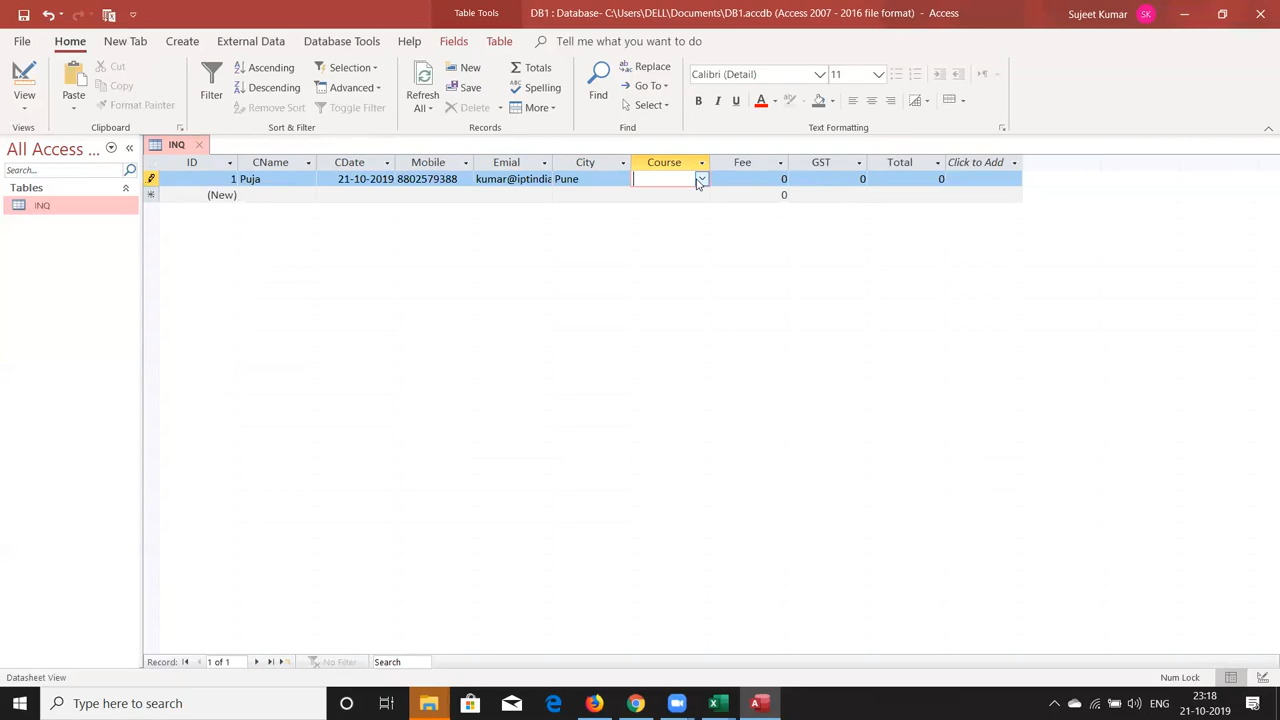 Table Tools
DB1 : Database- C:\Users\DELL\Documents\DB1.accdb (Access 2007 - 2016 file format) - Access
Sujeet Kumar SK
File Home New Tab Create External Data Database Tools Help Fields Table Tell me what you want to do
View
Views
Paste
Cut
Copy
Format Painter
Clipboard
Filter
Ascending
Descending
Remove Sort
Selection
Advanced
Toggle Filter
Sort & Filter
Refresh
All
New
Save
Delete
Totals
Spelling
More
Records
Find
Replace
Go To
Select
Find
Calibri (Detail) 11
B I U A
Text Formatting
All Access ...
Search...
Tables
INQ
INQ
ID CName CDate Mobile Emial City Course Fee GST Total Click to Add
1 Puja 21-10-2019 8802579388 kumar@iptindia Pune 0 0 0
(New) 0
Record: 1 of 1 No Filter Search
Datasheet View Num Lock
Type here to search
ENG
23:18
21-10-2019